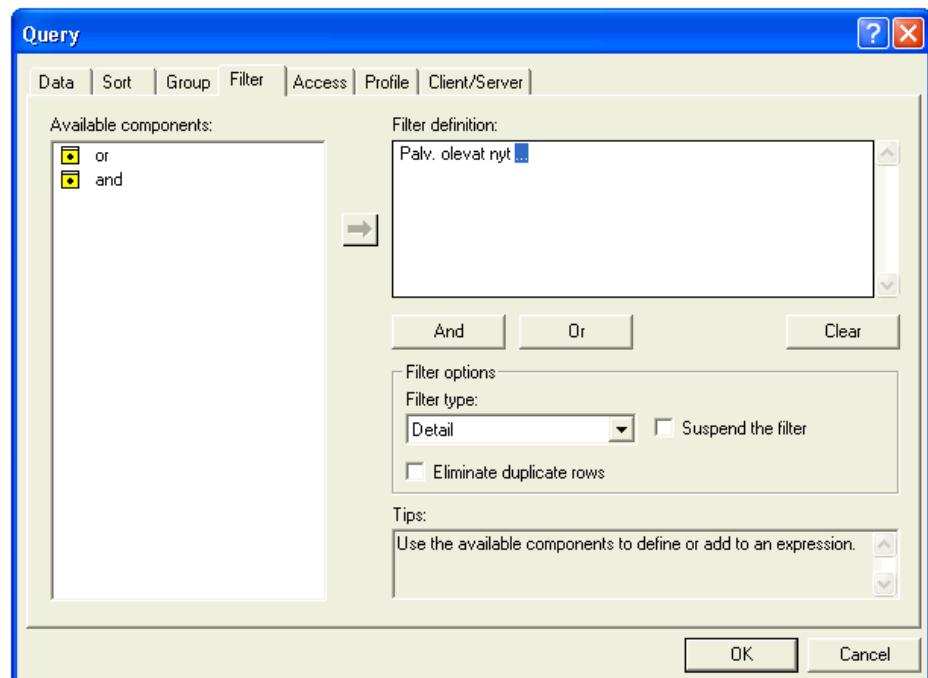 Query
Data Sort Group Filter Access Profile Client/Server
Available components:
or
and
Filter definition:
Palv. olevat nyt ...
And Or Clear
Filter options
Filter type:
Detail
Suspend the filter
Eliminate duplicate rows
Tips:
Use the available components to define or add to an expression.
OK Cancel